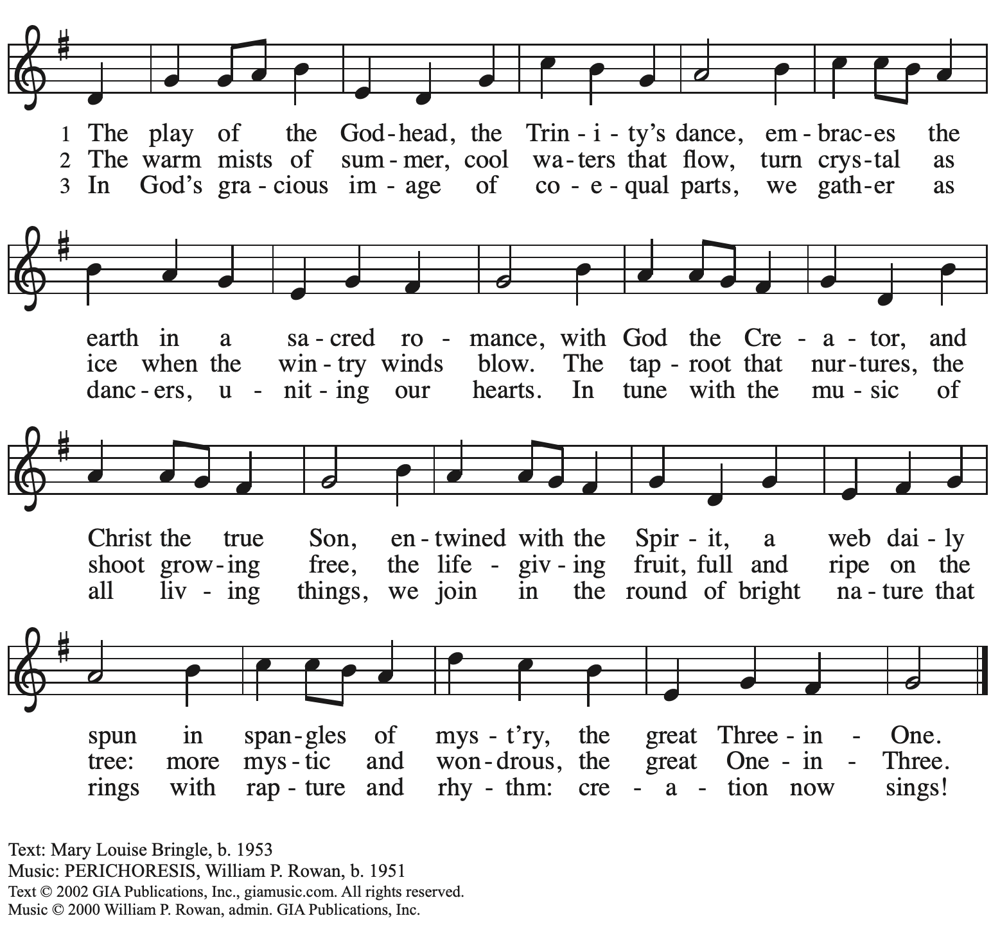 1 The play of the God-head, the Trin-i-ty's dance, em-brac-es the
2 The warm mists of sum-mer, cool wa-ters that flow, turn crys-tal as
3 In God's gra-cious im-age of co-e-qual parts, we gath-er as
earth in a sa-cred ro-mance, with God the Cre-a-tor, and
ice when the win-try winds blow. The tap-root that nur-tures, the
danc-ers, u-nit-ing our hearts. In tune with the mu-sic of
Christ the true Son, en-twined with the Spir-it, a web dai-ly
shoot grow-ing free, the life-giv-ing fruit, full and ripe on the
all liv-ing things, we join in the round of bright na-ture that
spun in span-gles of mys-t'ry, the great Three-in-One.
tree: more mys-tic and won-drous, the great One-in-Three.
rings with rap-ture and rhy-thm: cre-a-tion now sings!
Text: Mary Louise Bringle, b. 1953
Music: PERICHORESIS, William P. Rowan, b. 1951
Text © 2002 GIA Publications, Inc., giamusic.com. All rights reserved.
Music © 2000 William P. Rowan, admin. GIA Publications, Inc.